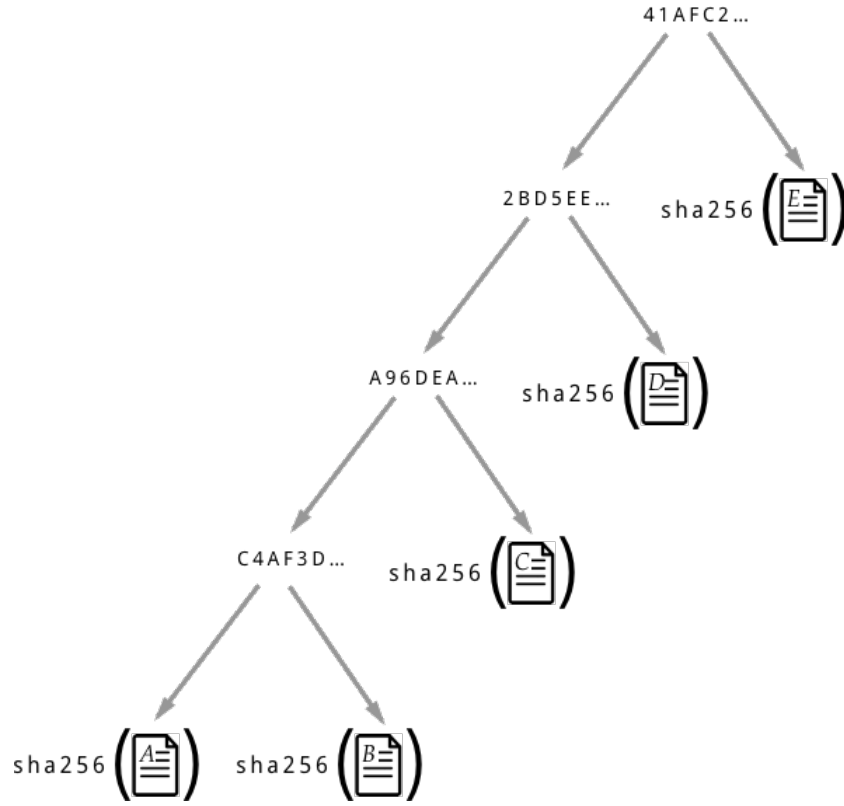 41AFC2…
2BD5EE…
sha256 (E)
A96DEA…
sha256 (D)
C4AF3D…
sha256 (C)
sha256 (A)
sha256 (B)